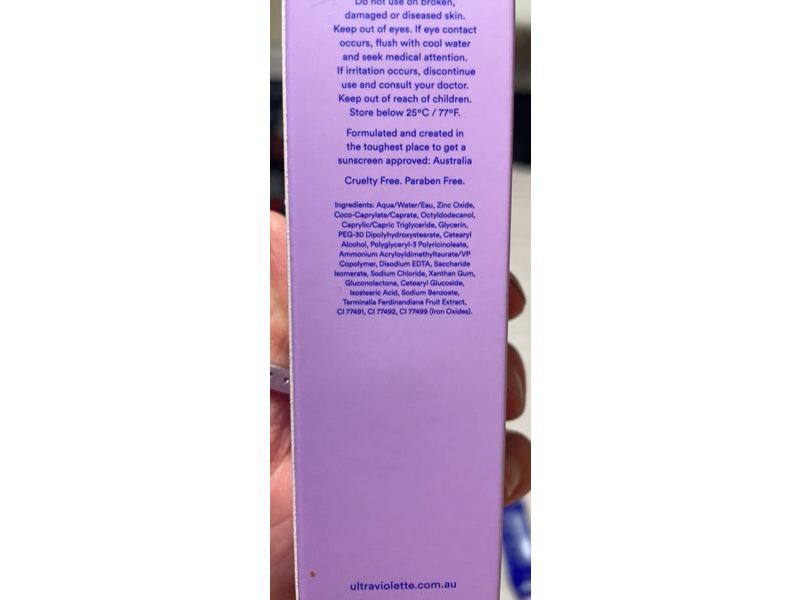 Do not use on broken,
damaged or diseased skin.
Keep out of eyes. If eye contact
occurs, flush with cool water
and seek medical attention.
If irritation occurs, discontinue
use and consult your doctor.
Keep out of reach of children.
Store below 25ºC / 77ºF.
Formulated and created in
the toughest place to get a
sunscreen approved: Australia
Cruelty Free. Paraben Free.
Ingredients: Aqua/Water/Eau, Zinc Oxide,
Coco-Caprylate/Caprate, Octyldodecanol,
Caprylic/Capric Triglyceride, Glycerin,
PEG-30 Dipolyhydroxystearate, Cetearyl
Alcohol, Polyglyceryl-3 Polyricinoleate,
Ammonium Acryloyldimethyltaurate/VP
Copolymer, Disodium EDTA, Saccharide
Isomerate, Sodium Chloride, Xanthan Gum,
Gluconolactone, Cetearyl Glucoside,
Isostearic Acid, Sodium Benzoate,
Terminalia Ferdinandiana Fruit Extract,
CI 77491, CI 77492, CI 77499 (Iron Oxides).
ultraviolette.com.au